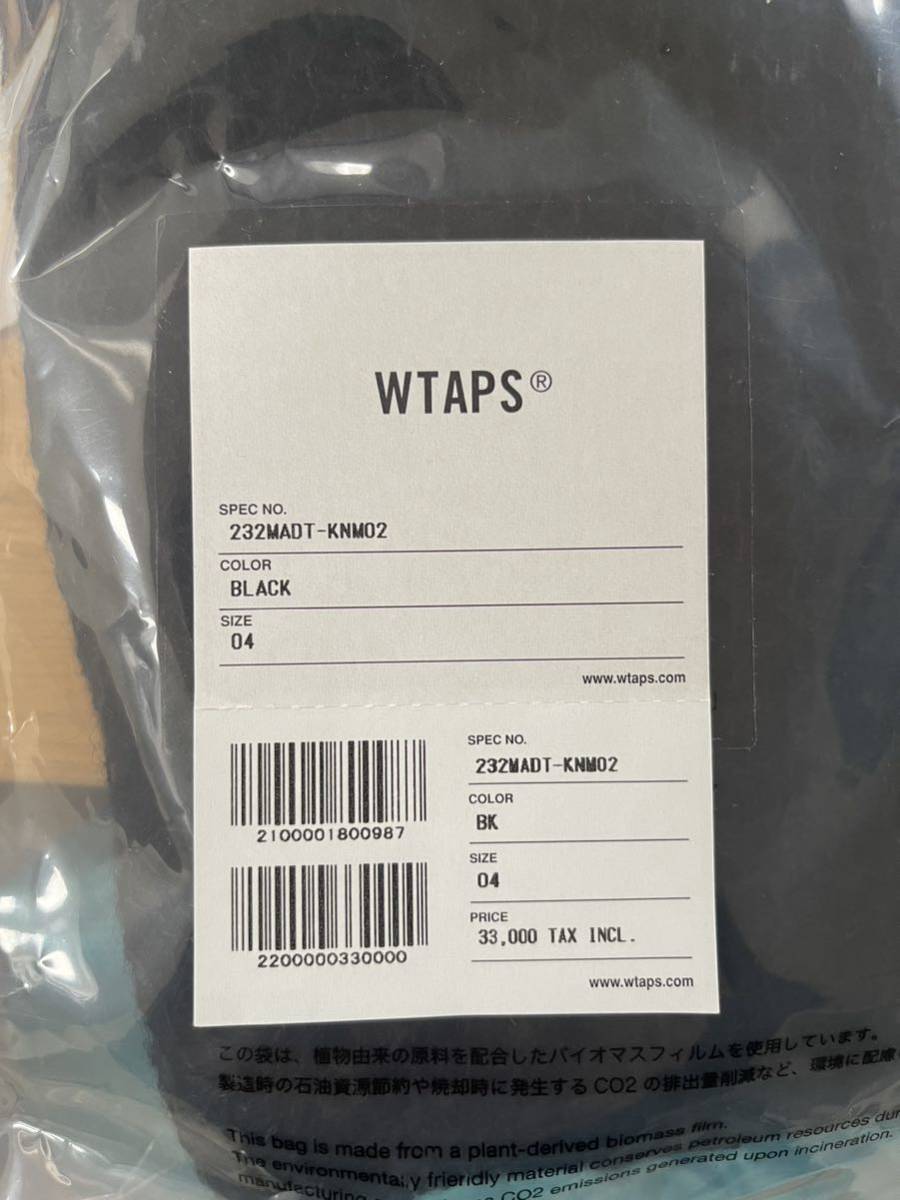 WTAPS®
SPEC NO.
232MADT-KNM02
COLOR
BLACK
SIZE
04
www.wtaps.com
2100001800987
2200000330000
SPEC NO.
232MADT-KNM02
COLOR
BK
SIZE
04
PRICE
33,000 TAX INCL.
www.wtaps.com
この袋は、植物由来の原料を配合したバイオマスフィルムを使用しています。
製造時の石油資源節約や焼却時に発生するCO2の排出量削減など、環境に配慮
This bag is made from a plant-derived biomass film.
The environmentally friendly material conserves petroleum resources dur
manufacturing CO2 emissions generated upon incineration.